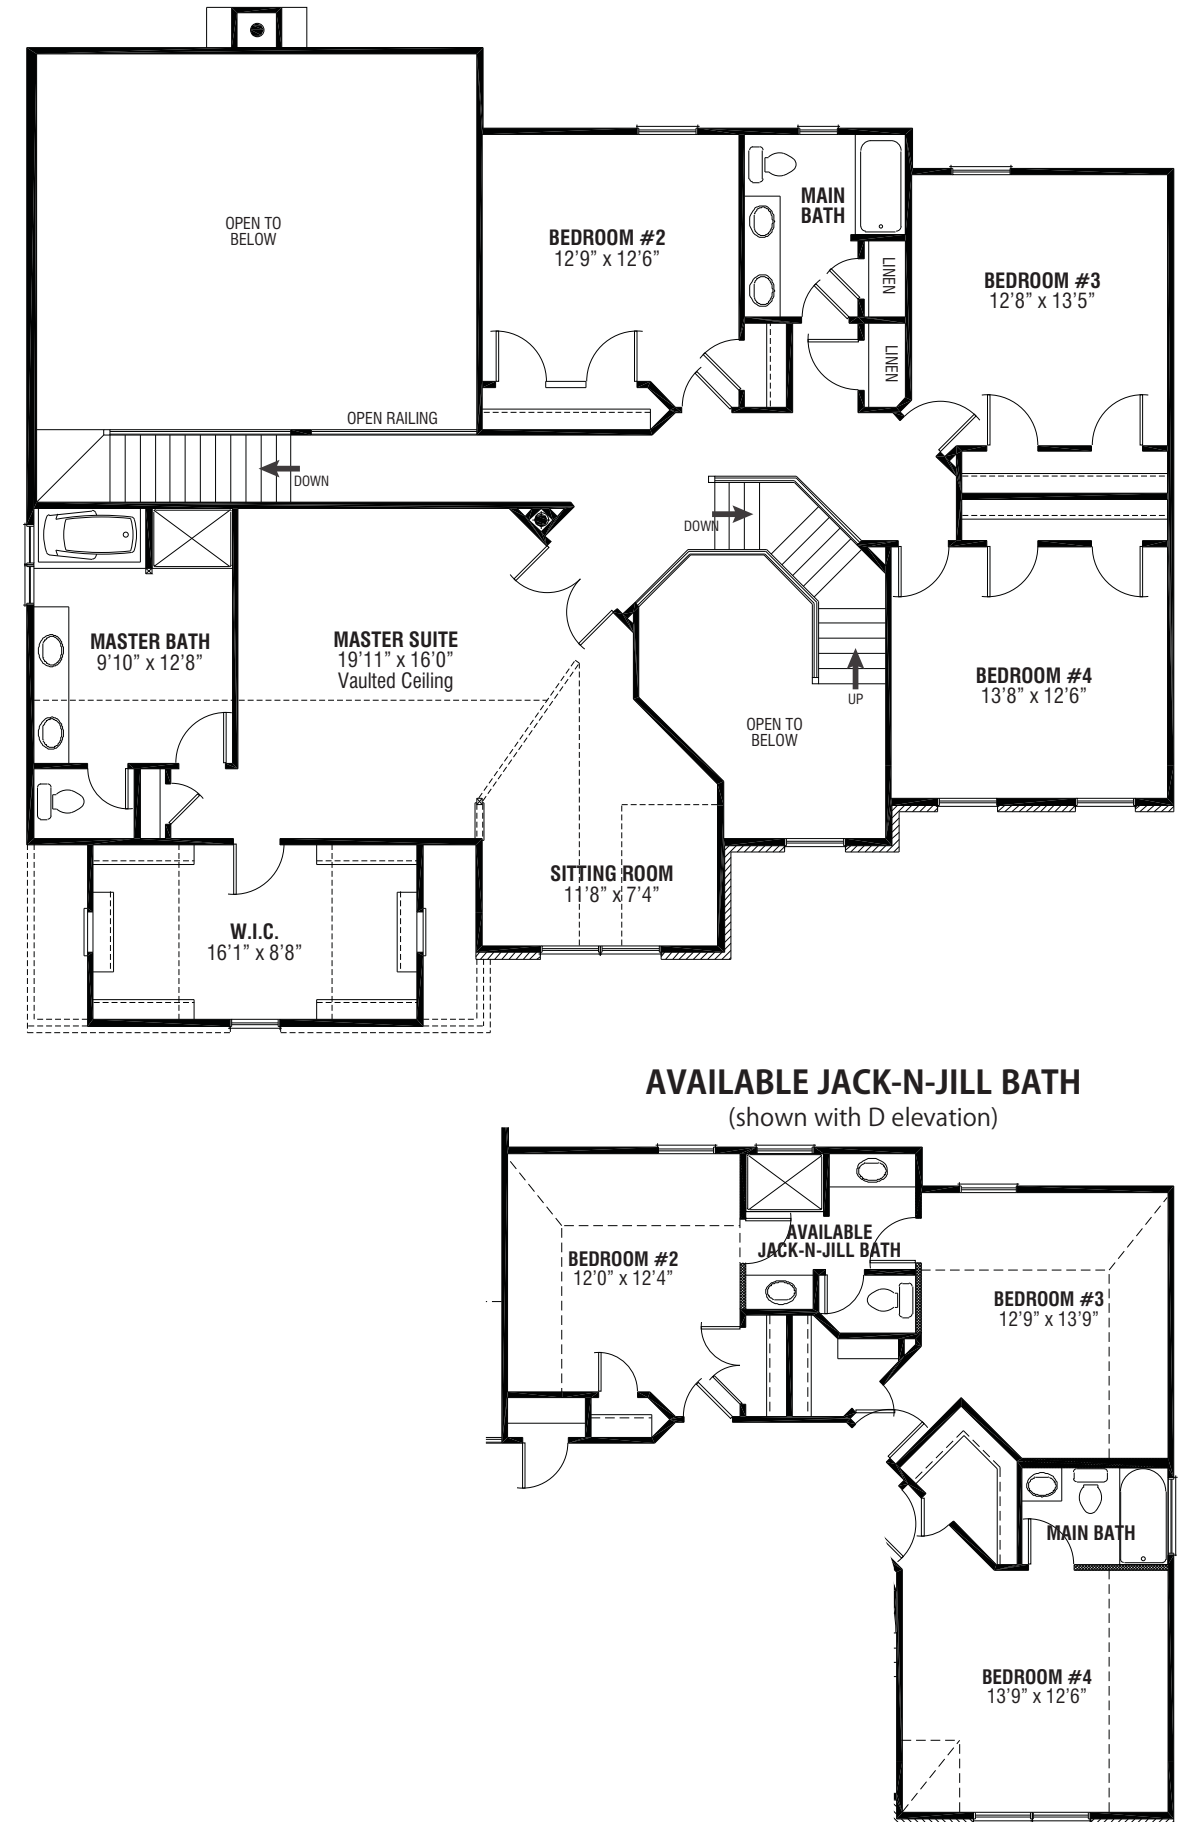 OPEN TO
BELOW
BEDROOM #2
12’9” x 12’6”
MAIN
BATH
LINEN
LINEN
BEDROOM #3
12’8” x 13’5”
OPEN RAILING
DOWN
DOWN
MASTER BATH
9’10” x 12’8”
MASTER SUITE
19’11” x 16’0”
Vaulted Ceiling
UP
OPEN TO
BELOW
BEDROOM #4
13’8” x 12’6”
SITTING ROOM
11’8” x 7’4”
W.I.C.
16’1” x 8’8”
AVAILABLE JACK-N-JILL BATH
(shown with D elevation)
BEDROOM #2
12’0” x 12’4”
AVAILABLE
JACK-N-JILL BATH
BEDROOM #3
12’9” x 13’9”
MAIN BATH
BEDROOM #4
13’9” x 12’6”